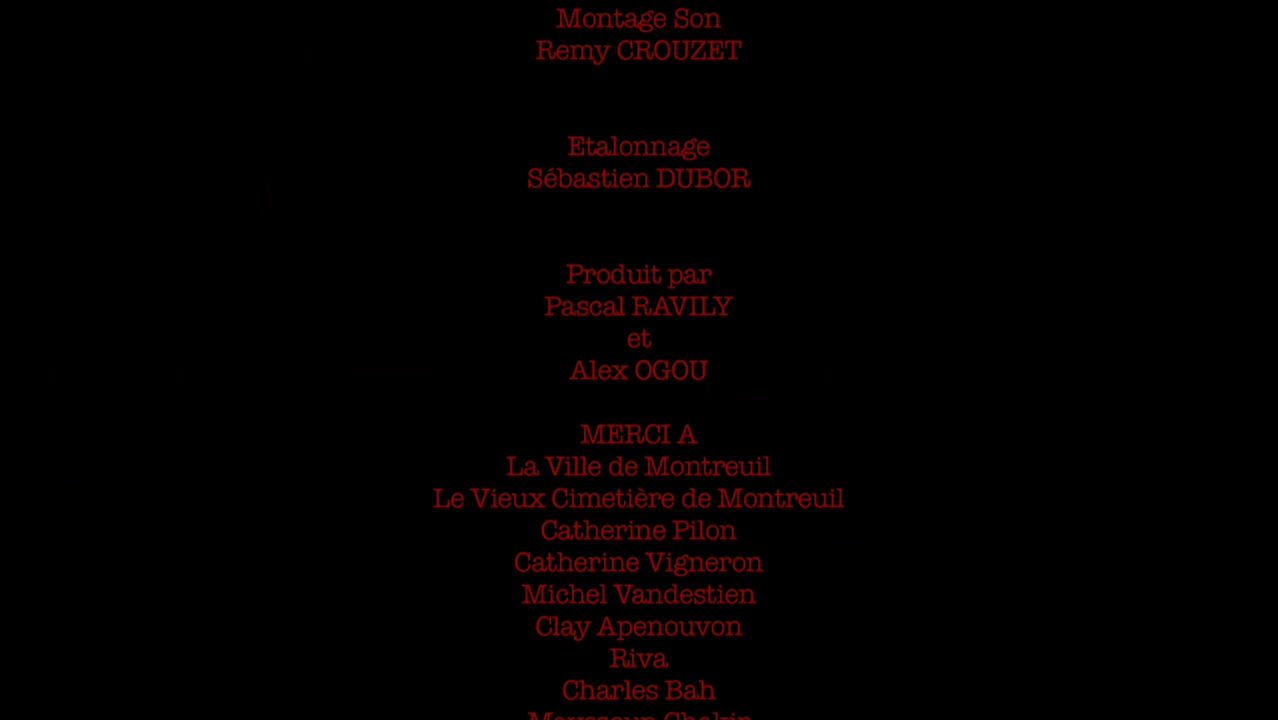 Montage Son
Remy CROUZET
Etalonnage
Sébastien DUBOR
Produit par
Pascal RAVILY
et
Alex OGOU
MERCI A
La Ville de Montreuil
Le Vieux Cimetière de Montreuil
Catherine Pilon
Catherine Vigneron
Michel Vandestien
Clay Apenouvon
Riva
Charles Bah